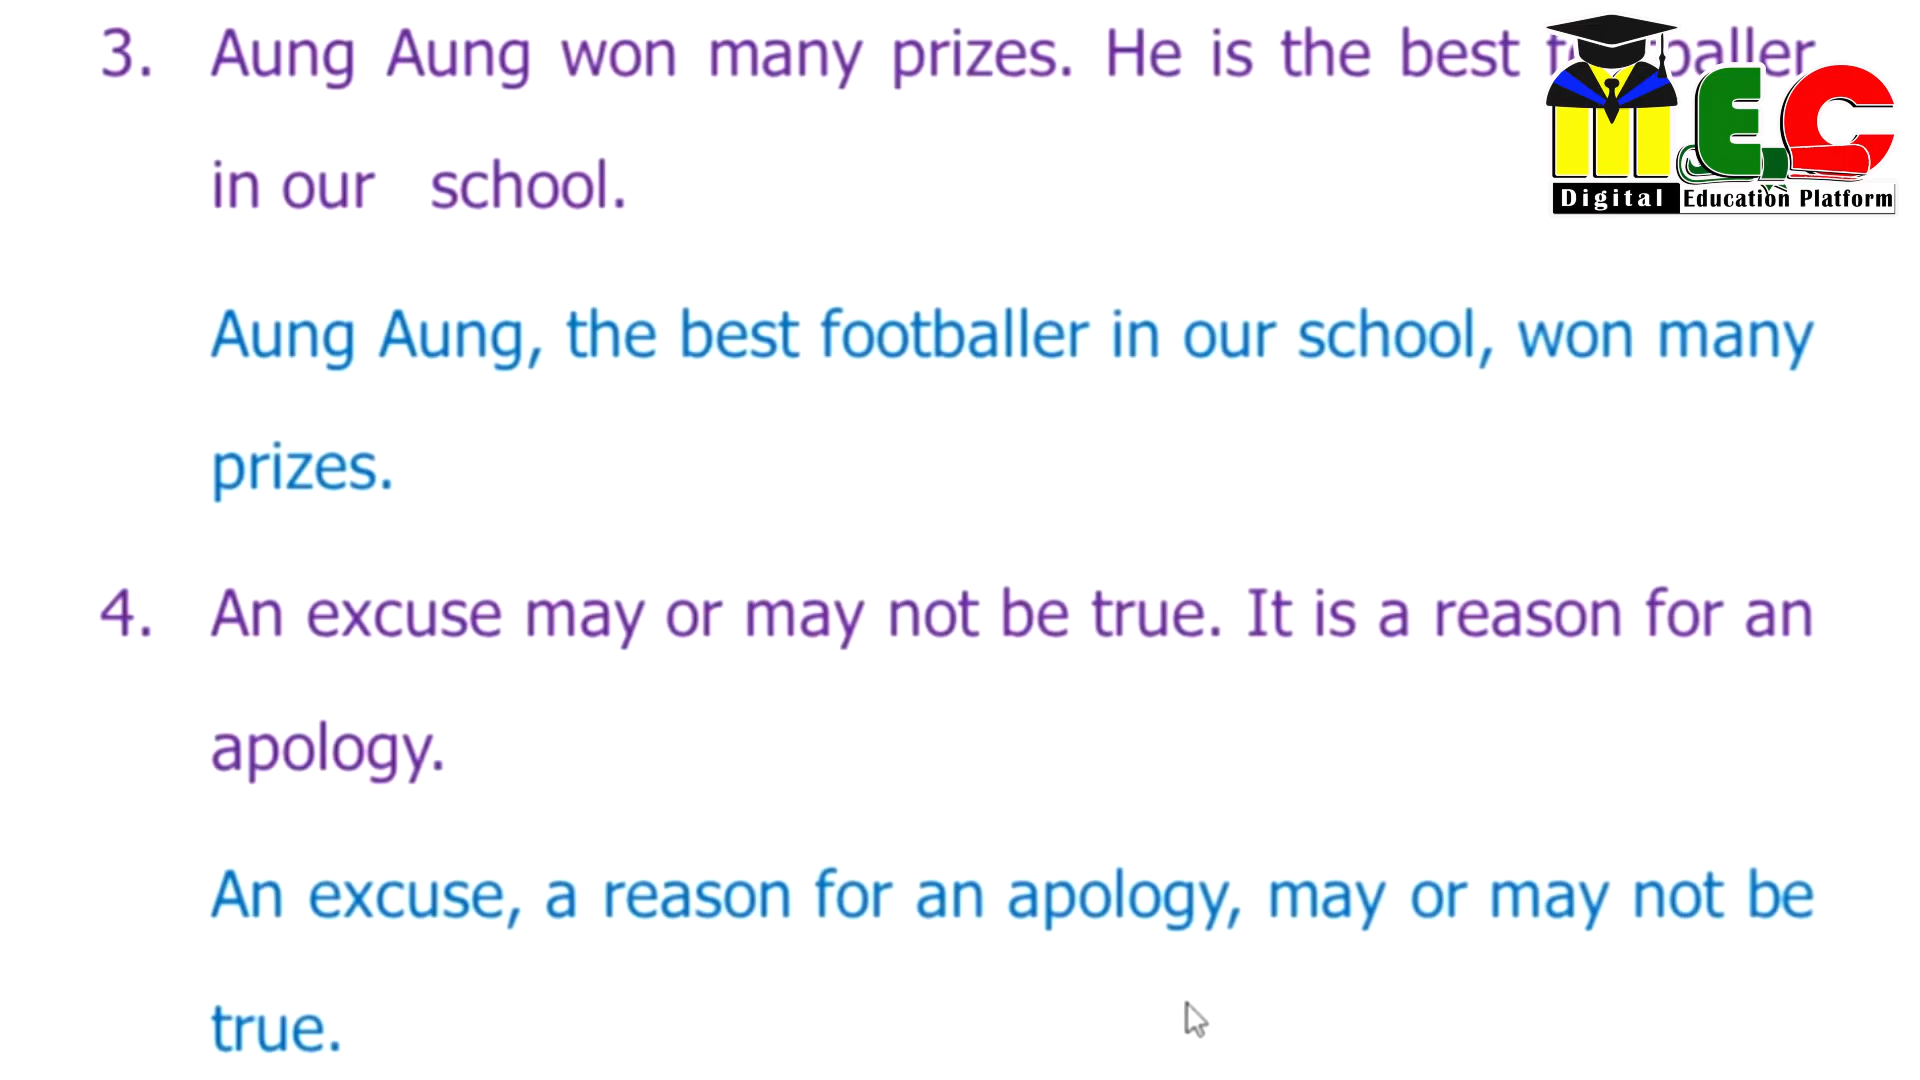 3. Aung Aung won many prizes. He is the best footballer
in our school.
Aung Aung, the best footballer in our school, won many
prizes.
4. An excuse may or may not be true. It is a reason for an
apology.
An excuse, a reason for an apology, may or may not be
true.
MEC
Digital Education Platform